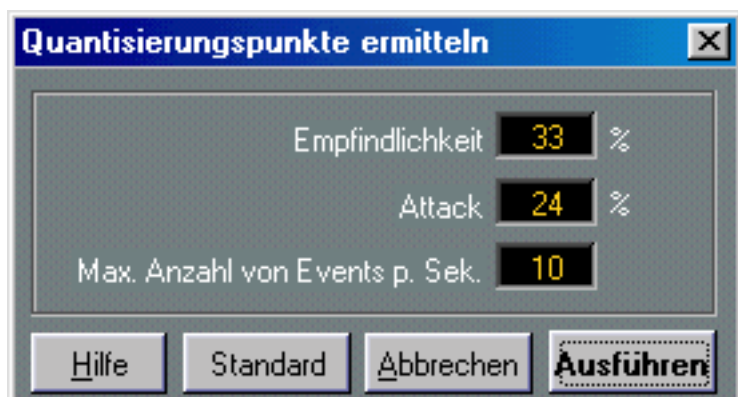 Quantisierungspunkte ermitteln
Empfindlichkeit 33 %
Attack 24 %
Max. Anzahl von Events p. Sek. 10
Hilfe Standard Abbrechen Ausführen